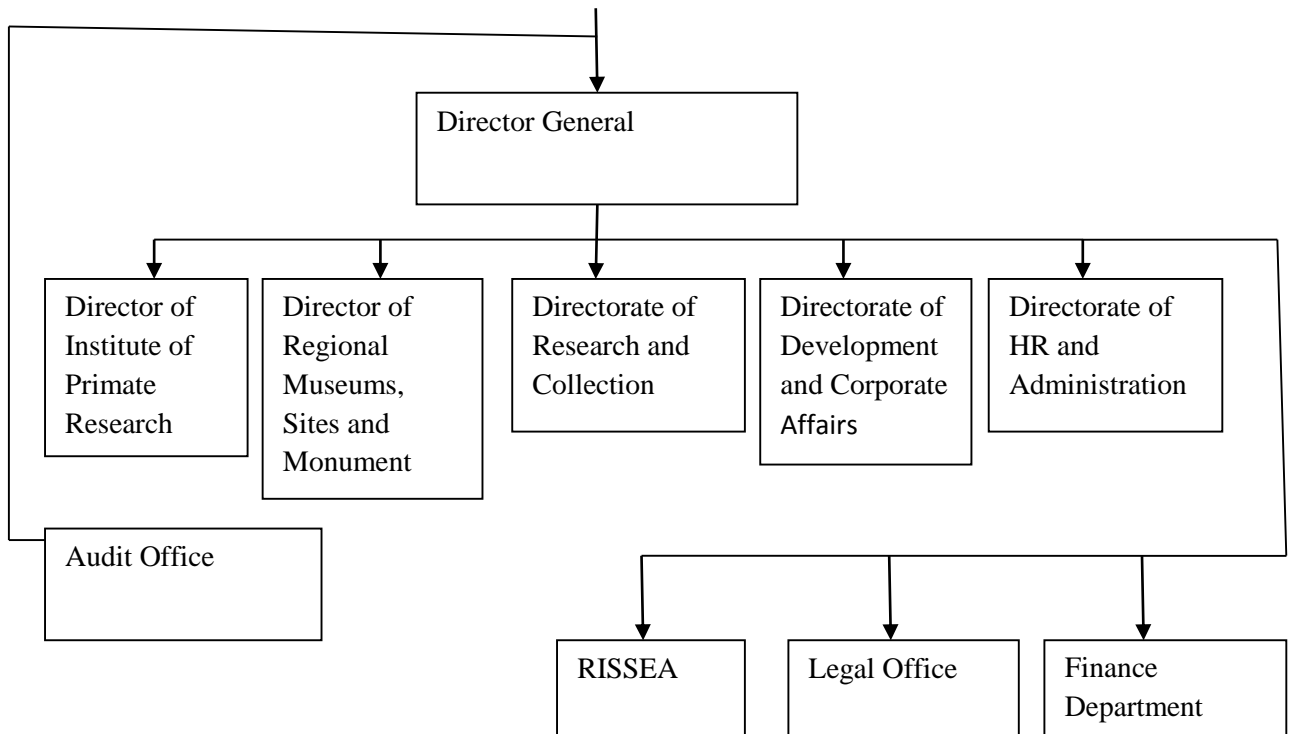 Director General
Director of
Institute of
Primate
Research
Director of
Regional
Museums,
Sites and
Monument
Directorate of
Research and
Collection
Directorate of
Development
and Corporate
Affairs
Directorate of
HR and
Administration
Audit Office
RISSEA
Legal Office
Finance
Department